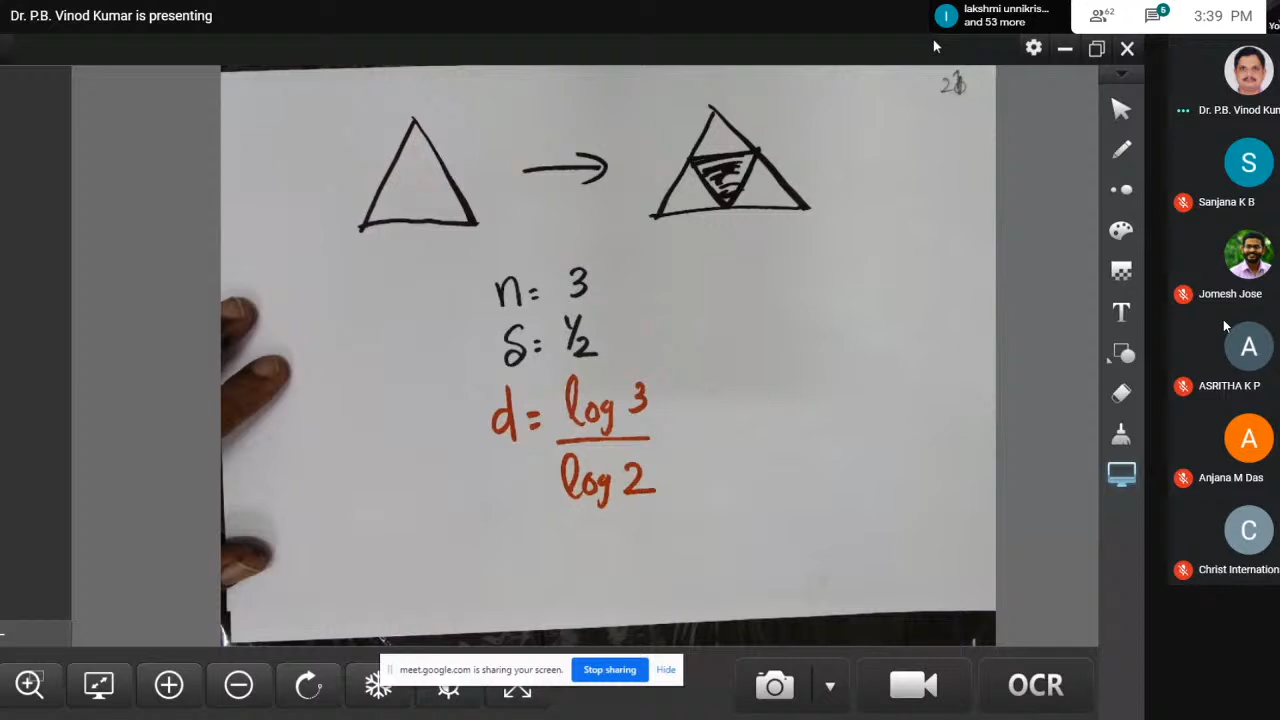 Dr. P.B. Vinod Kumar is presenting
lakshmi unnikris...
and 53 more
62
5
3:39 PM
Dr. P.B. Vinod Kum
Sanjana K B
Jomesh Jose
ASRITHA K P
Anjana M Das
Christ Internation
n = 3
δ = 1/2
d = log 3
log 2
T
meet.google.com is sharing your screen.
Stop sharing
Hide
OCR